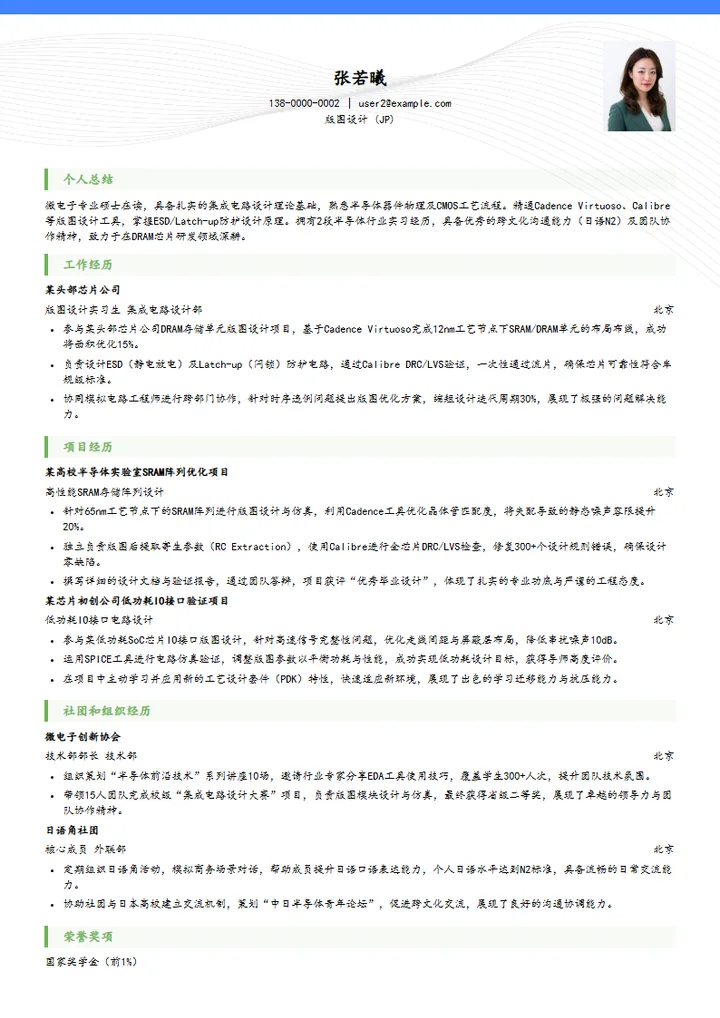 张若曦
138-0000-0002 | user2@example.com
版图设计 (JP)
个人总结
微电子专业硕士在读，具备扎实的集成电路设计理论基础，熟悉半导体器件物理及CMOS工艺流程。精通Cadence Virtuoso、Calibre
等版图设计工具，掌握ESD/Latch-up防护设计原理。拥有2段半导体行业实习经历，具备优秀的跨文化沟通能力（日语N2）及团队协
作精神，致力于在DRAM芯片研发领域深耕。
工作经历
某头部芯片公司
版图设计实习生 集成电路设计部 北京
• 参与某头部芯片公司DRAM存储单元版图设计项目，基于Cadence Virtuoso完成12nm工艺节点下SRAM/DRAM单元的布局布线，成功
将面积优化15%。
• 负责设计ESD（静电放电）及Latch-up（闩锁）防护电路，通过Calibre DRC/LVS验证，一次性通过流片，确保芯片可靠性符合车
规级标准。
• 协同模拟电路工程师进行跨部门协作，针对时序违例问题提出版图优化方案，缩短设计迭代周期30%，展现了极强的问题解决能
力。
项目经历
某高校半导体实验室SRAM阵列优化项目
高性能SRAM存储阵列设计 北京
• 针对65nm工艺节点下的SRAM阵列进行版图设计与仿真，利用Cadence工具优化晶体管匹配度，将失配导致的静态噪声容限提升
20%。
• 独立负责版图后提取寄生参数（RC Extraction），使用Calibre进行全芯片DRC/LVS检查，修复300+个设计规则错误，确保设计
零缺陷。
• 撰写详细的设计文档与验证报告，通过团队答辩，项目获评“优秀毕业设计”，体现了扎实的专业功底与严谨的工程态度。
某芯片初创公司低功耗IO接口验证项目
低功耗IO接口电路设计 北京
• 参与某低功耗SoC芯片IO接口版图设计，针对高速信号完整性问题，优化走线间距与屏蔽层布局，降低串扰噪声10dB。
• 运用SPICE工具进行电路仿真验证，调整版图参数以平衡功耗与性能，成功实现低功耗设计目标，获得导师高度评价。
• 在项目中主动学习并应用新的工艺设计套件（PDK）特性，快速适应新环境，展现了出色的学习迁移能力与抗压能力。
社团和组织经历
微电子创新协会
技术部部长 技术部 北京
• 组织策划“半导体前沿技术”系列讲座10场，邀请行业专家分享EDA工具使用技巧，覆盖学生300+人次，提升团队技术氛围。
• 带领15人团队完成校级“集成电路设计大赛”项目，负责版图模块设计与仿真，最终获得省级二等奖，展现了卓越的领导力与团
队协作精神。
日语角社团
核心成员 外联部 北京
• 定期组织日语角活动，模拟商务场景对话，帮助成员提升日语口语表达能力，个人日语水平达到N2标准，具备流畅的日常交流能
力。
• 协助社团与日本高校建立交流机制，策划“中日半导体青年论坛”，促进跨文化交流，展现了良好的沟通协调能力。
荣誉奖项
国家奖学金（前1%）